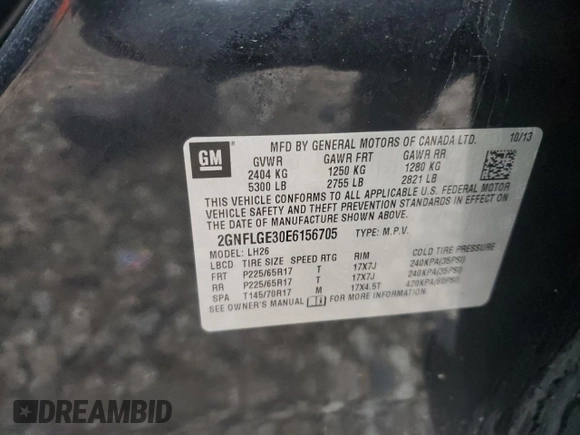 GM
MFD BY GENERAL MOTORS OF CANADA LTD. 10/13
GVWR GAWR FRT GAWR RR
2404 KG 1250 KG 1280 KG
5300 LB 2755 LB 2821 LB
THIS VEHICLE CONFORMS TO ALL APPLICABLE U.S. FEDERAL MOTOR
VEHICLE SAFETY AND THEFT PREVENTION STANDARDS IN EFFECT ON
THE DATE OF MANUFACTURE SHOWN ABOVE.
2GNFLGE30E6156705 TYPE: M.P.V.
MODEL: LH26
LBCD TIRE SIZE SPEED RTG RIM COLD TIRE PRESSURE
FRT P225/65R17 T 17X7J 240KPA(35PSI)
RR P225/65R17 T 17X7J 240KPA(35PSI)
SPA T145/70R17 M 17X4.5T 420KPA(60PSI)
SEE OWNER'S MANUAL FOR MORE INFORMATION.
DREAMBID